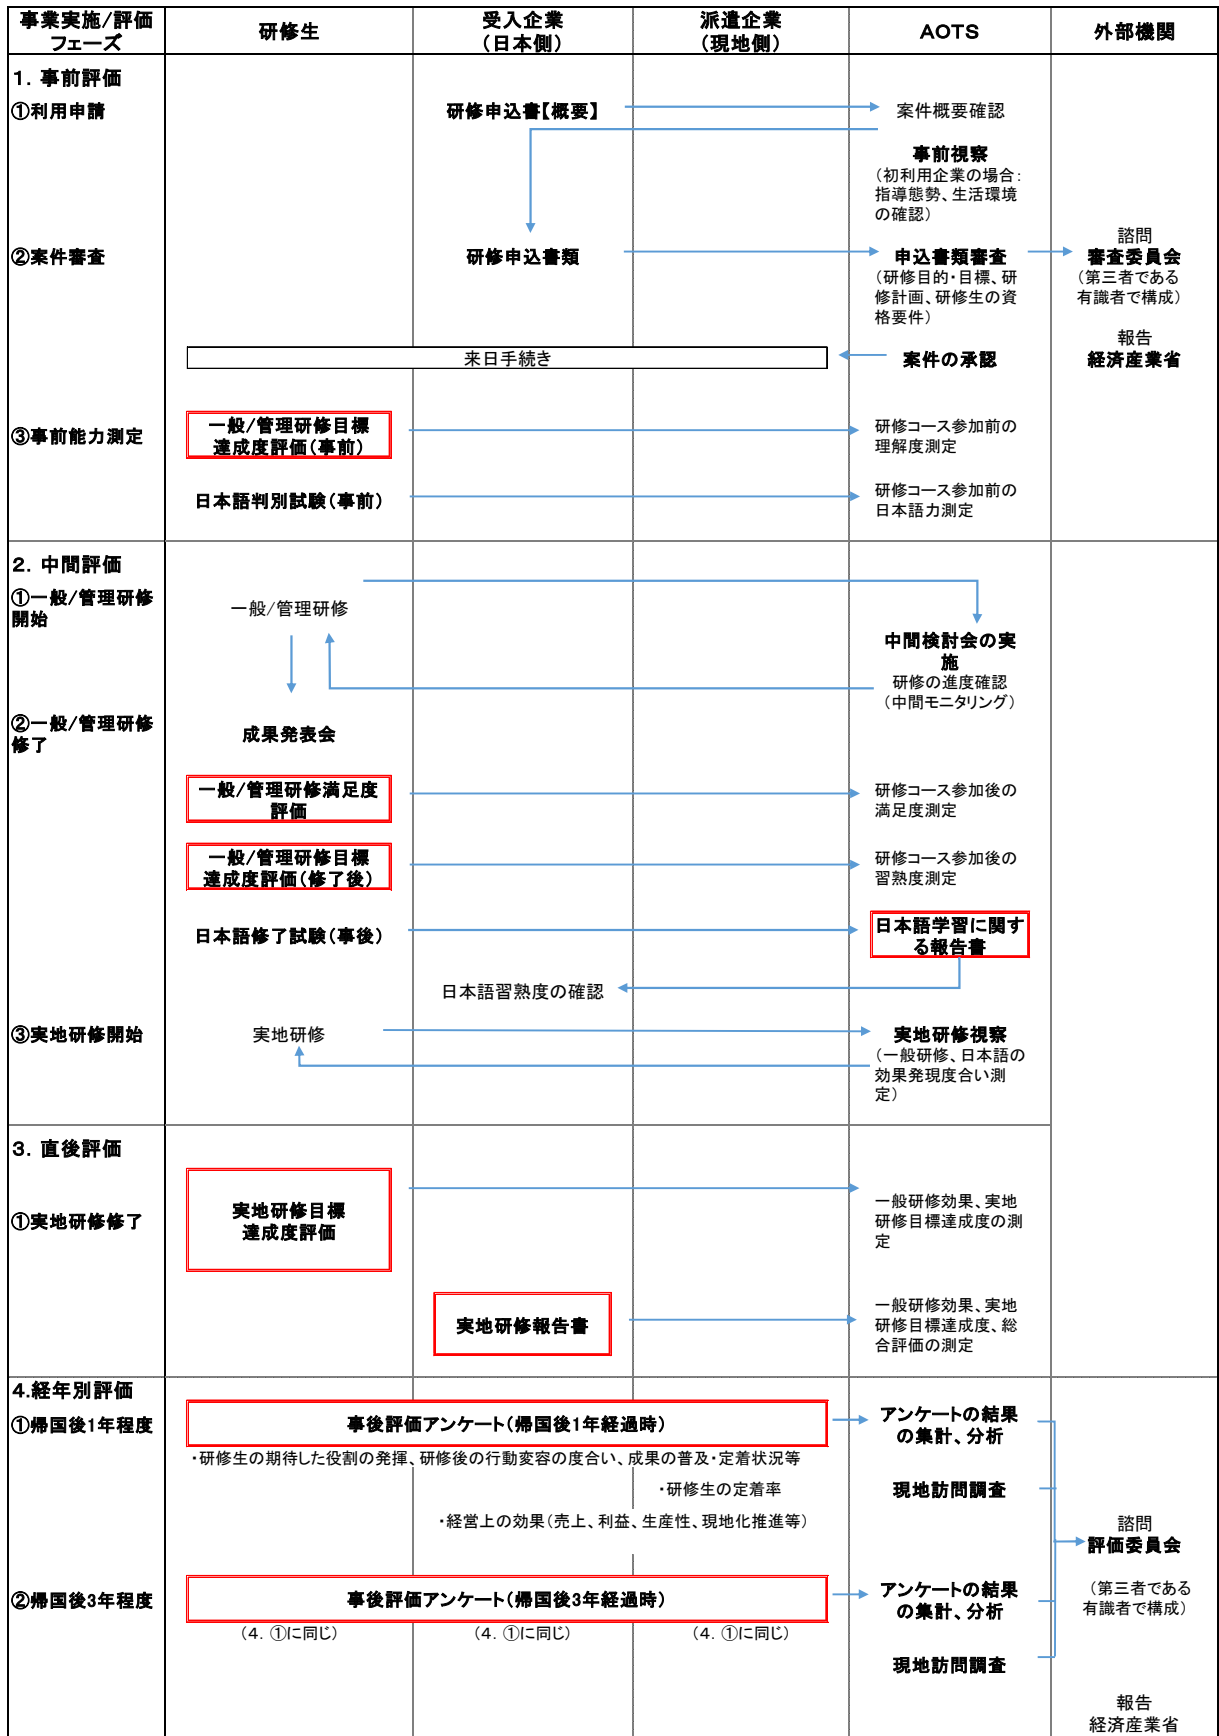 事業実施/評価
フェーズ
研修生
受入企業
（日本側）
派遣企業
（現地側）
AOTS
外部機関
1．事前評価
①利用申請
研修申込書【概要】
案件概要確認
事前視察
（初利用企業の場合：
指導態勢、生活環境
の確認）
②案件審査
研修申込書類
申込書類審査
（研修目的・目標、研
修計画、研修生の資
格要件）
諮問
審査委員会
（第三者である
有識者で構成）
来日手続き
案件の承認
報告
経済産業省
③事前能力測定
一般/管理研修目標
達成度評価（事前）
研修コース参加前の
理解度測定
日本語判別試験（事前）
研修コース参加前の
日本語力測定
2．中間評価
①一般/管理研修
開始
一般/管理研修
中間検討会の実
施
研修の進度確認
（中間モニタリング）
②一般/管理研修
修了
成果発表会
一般/管理研修満足度
評価
研修コース参加後の
満足度測定
一般/管理研修目標
達成度評価（修了後）
研修コース参加後の
習熟度測定
日本語修了試験（事後）
日本語学習に関す
る報告書
日本語習熟度の確認
③実地研修開始
実地研修
実地研修視察
（一般研修、日本語の
効果発現度合い測
定）
3．直後評価
①実地研修修了
実地研修目標
達成度評価
一般研修効果、実地
研修目標達成度の測
定
実地研修報告書
一般研修効果、実地
研修目標達成度、総
合評価の測定
4.経年別評価
①帰国後1年程度
事後評価アンケート（帰国後1年経過時）
アンケートの結果
の集計、分析
・研修生の期待した役割の発揮、研修後の行動変容の度合い、成果の普及・定着状況等
・研修生の定着率
現地訪問調査
・経営上の効果（売上、利益、生産性、現地化推進等）
諮問
評価委員会
（第三者である
有識者で構成）
②帰国後3年程度
事後評価アンケート（帰国後3年経過時）
アンケートの結果
の集計、分析
（4．①に同じ）
（4．①に同じ）
（4．①に同じ）
現地訪問調査
報告
経済産業省